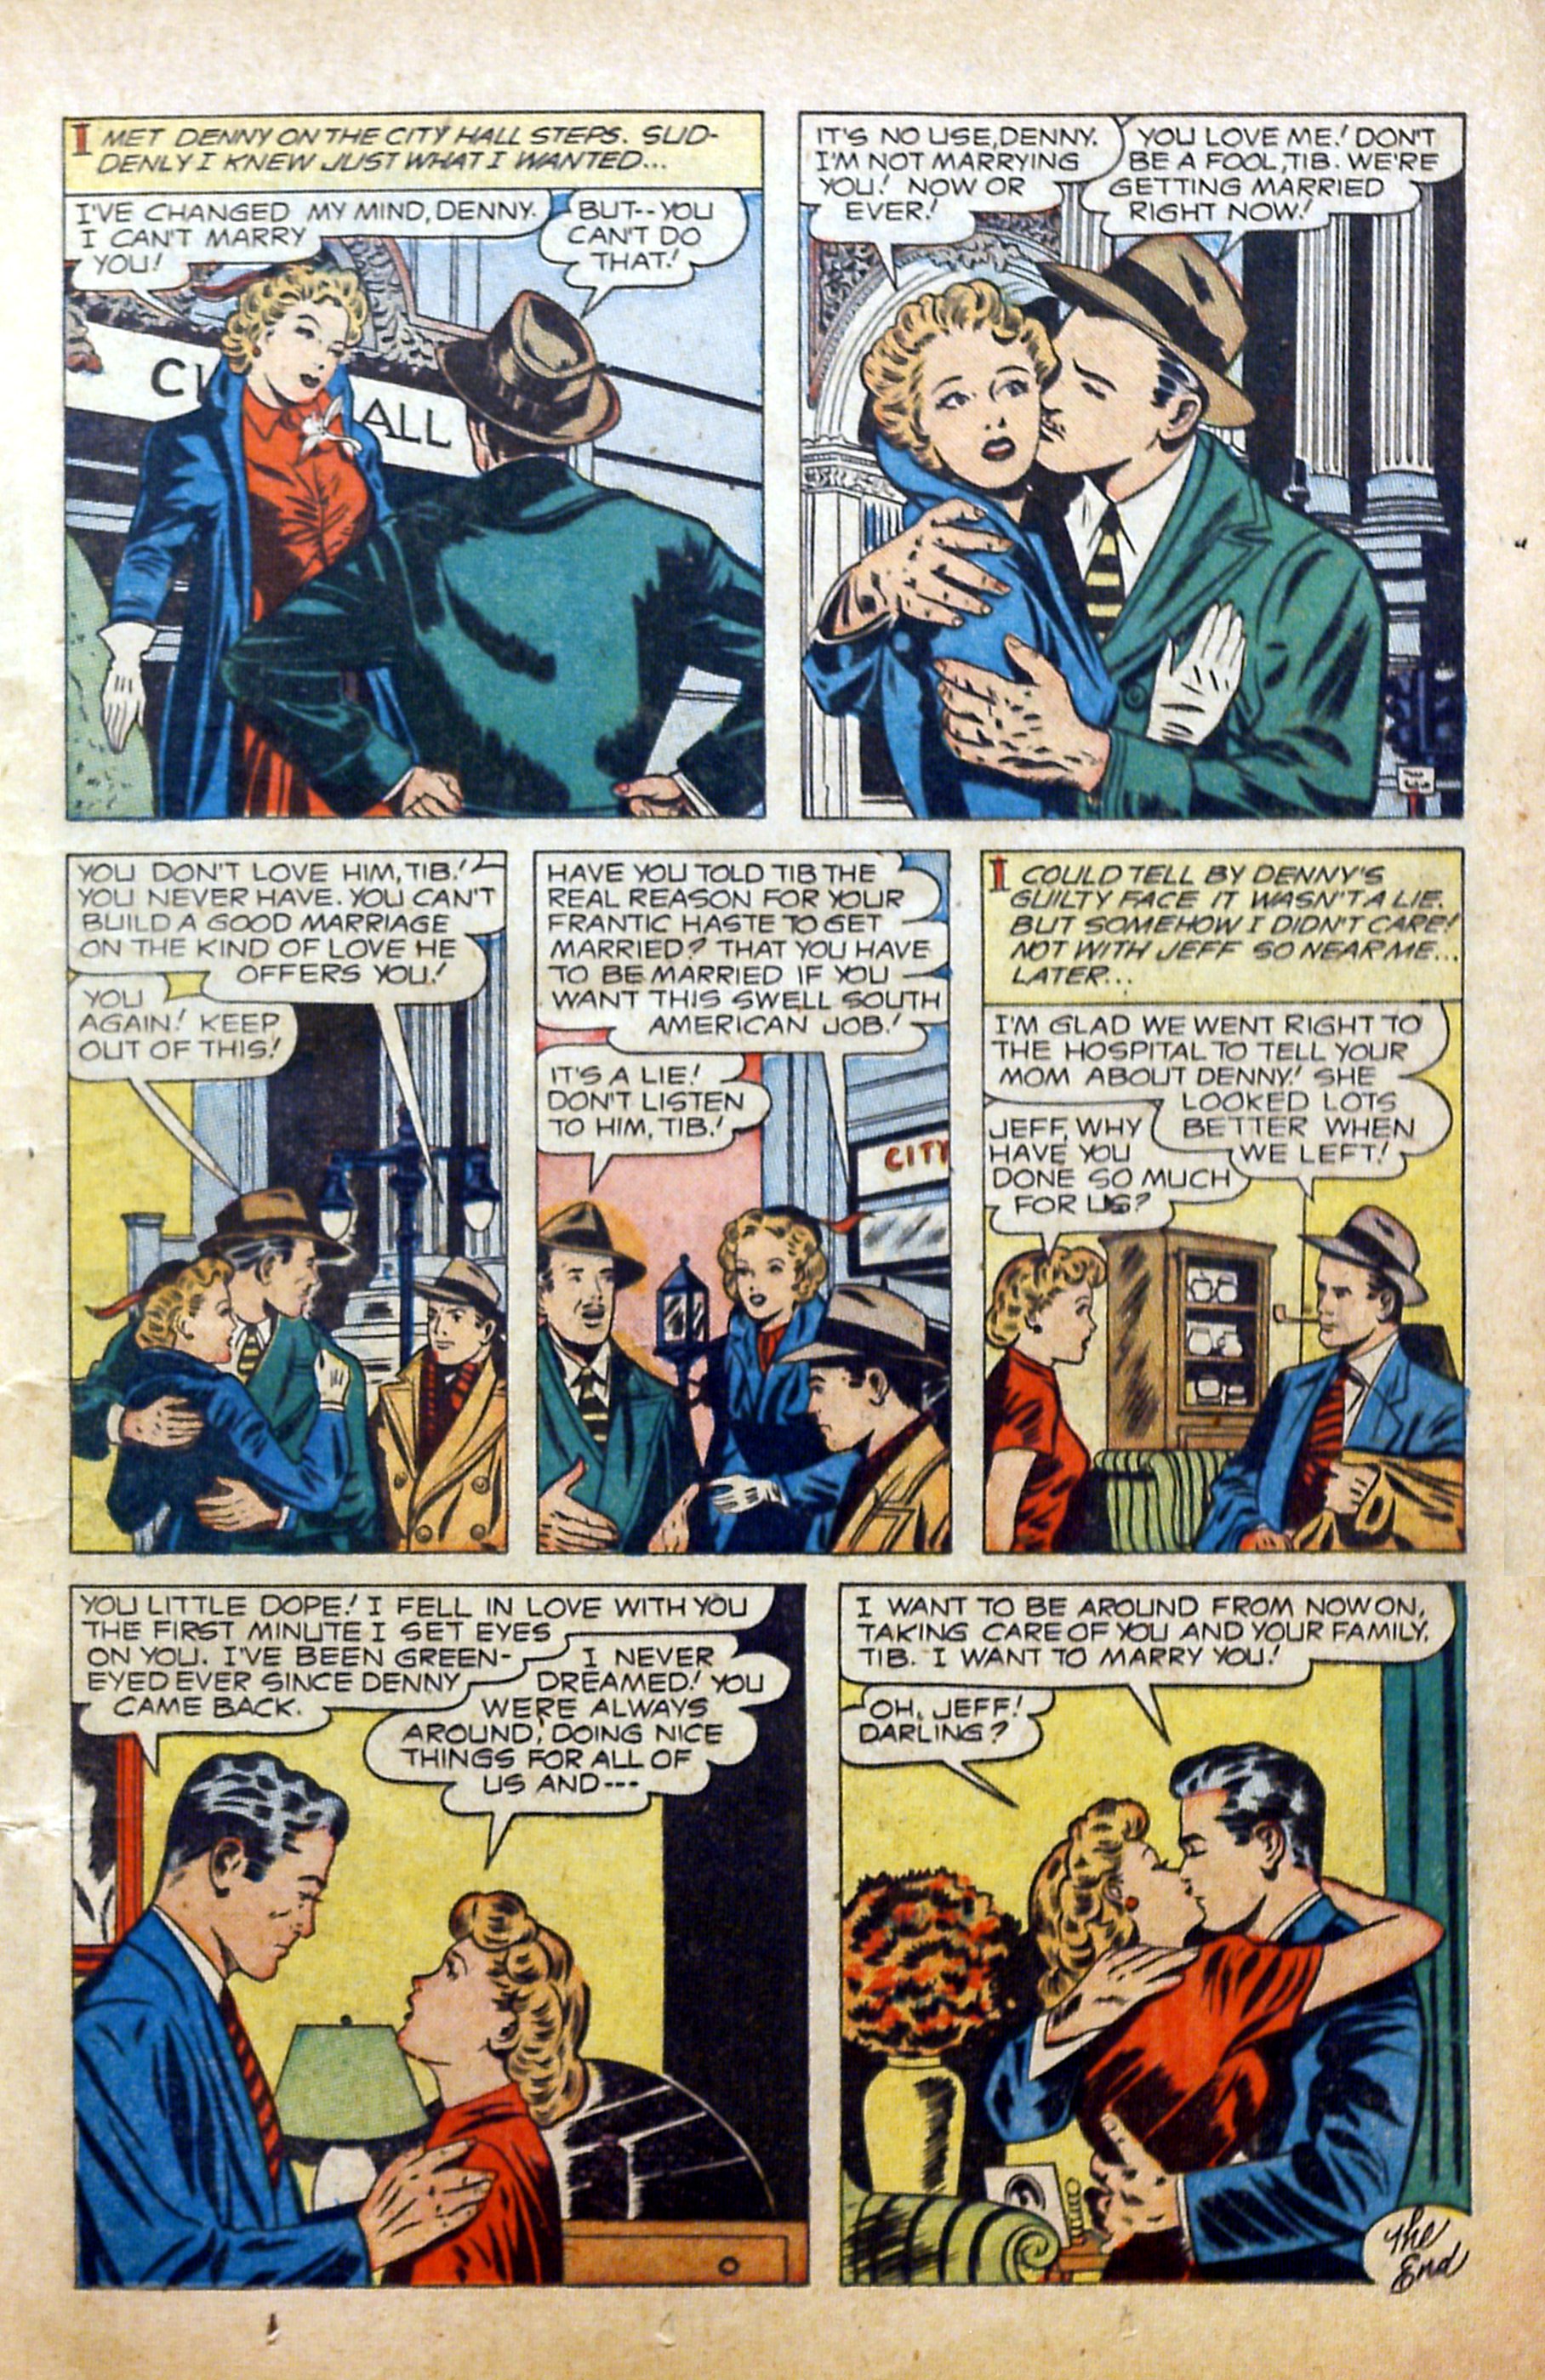 I MET DENNY ON THE CITY HALL STEPS. SUD-
DENLY I KNEW JUST WHAT I WANTED...
I'VE CHANGED MY MIND, DENNY.
I CAN'T MARRY
YOU!
BUT--YOU
CAN'T DO
THAT!
CI ALL
IT'S NO USE, DENNY.
I'M NOT MARRYING
YOU! NOW OR
EVER!
YOU LOVE ME! DON'T
BE A FOOL, TIB. WE'RE
GETTING MARRIED
RIGHT NOW!
YOU DON'T LOVE HIM, TIB!
YOU NEVER HAVE. YOU CAN'T
BUILD A GOOD MARRIAGE
ON THE KIND OF LOVE HE
OFFERS YOU!
YOU
AGAIN! KEEP
OUT OF THIS!
HAVE YOU TOLD TIB THE
REAL REASON FOR YOUR
FRANTIC HASTE TO GET
MARRIED? THAT YOU HAVE
TO BE MARRIED IF YOU
WANT THIS SWELL SOUTH
AMERICAN JOB!
IT'S A LIE!
DON'T LISTEN
TO HIM, TIB!
CITY
I COULD TELL BY DENNY'S
GUILTY FACE IT WASN'T A LIE.
BUT SOMEHOW I DIDN'T CARE!
NOT WITH JEFF SO NEAR ME...
LATER...
I'M GLAD WE WENT RIGHT TO
THE HOSPITAL TO TELL YOUR
MOM ABOUT DENNY! SHE
LOOKED LOTS
BETTER WHEN
WE LEFT!
JEFF, WHY
HAVE YOU
DONE SO MUCH
FOR US?
YOU LITTLE DOPE! I FELL IN LOVE WITH YOU
THE FIRST MINUTE I SET EYES
ON YOU. I'VE BEEN GREEN-
EYED EVER SINCE DENNY
CAME BACK.
I NEVER
DREAMED! YOU
WERE ALWAYS
AROUND, DOING NICE
THINGS FOR ALL OF
US AND---
I WANT TO BE AROUND FROM NOW ON,
TAKING CARE OF YOU AND YOUR FAMILY,
TIB. I WANT TO MARRY YOU!
OH, JEFF!
DARLING?
The
End